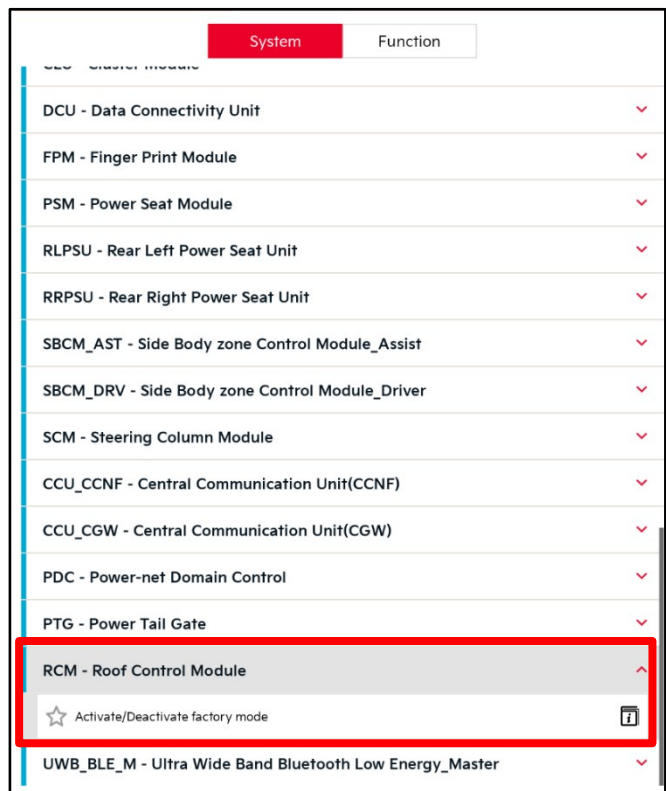 System
Function
DCU - Data Connectivity Unit
FPM - Finger Print Module
PSM - Power Seat Module
RLPSU - Rear Left Power Seat Unit
RRPSU - Rear Right Power Seat Unit
SBCM_AST - Side Body zone Control Module_Assist
SBCM_DRV - Side Body zone Control Module_Driver
SCM - Steering Column Module
CCU_CCNF - Central Communication Unit(CCNF)
CCU_CGW - Central Communication Unit(CGW)
PDC - Power-net Domain Control
PTG - Power Tail Gate
RCM - Roof Control Module
Activate/Deactivate factory mode
UWB_BLE_M - Ultra Wide Band Bluetooth Low Energy_Master